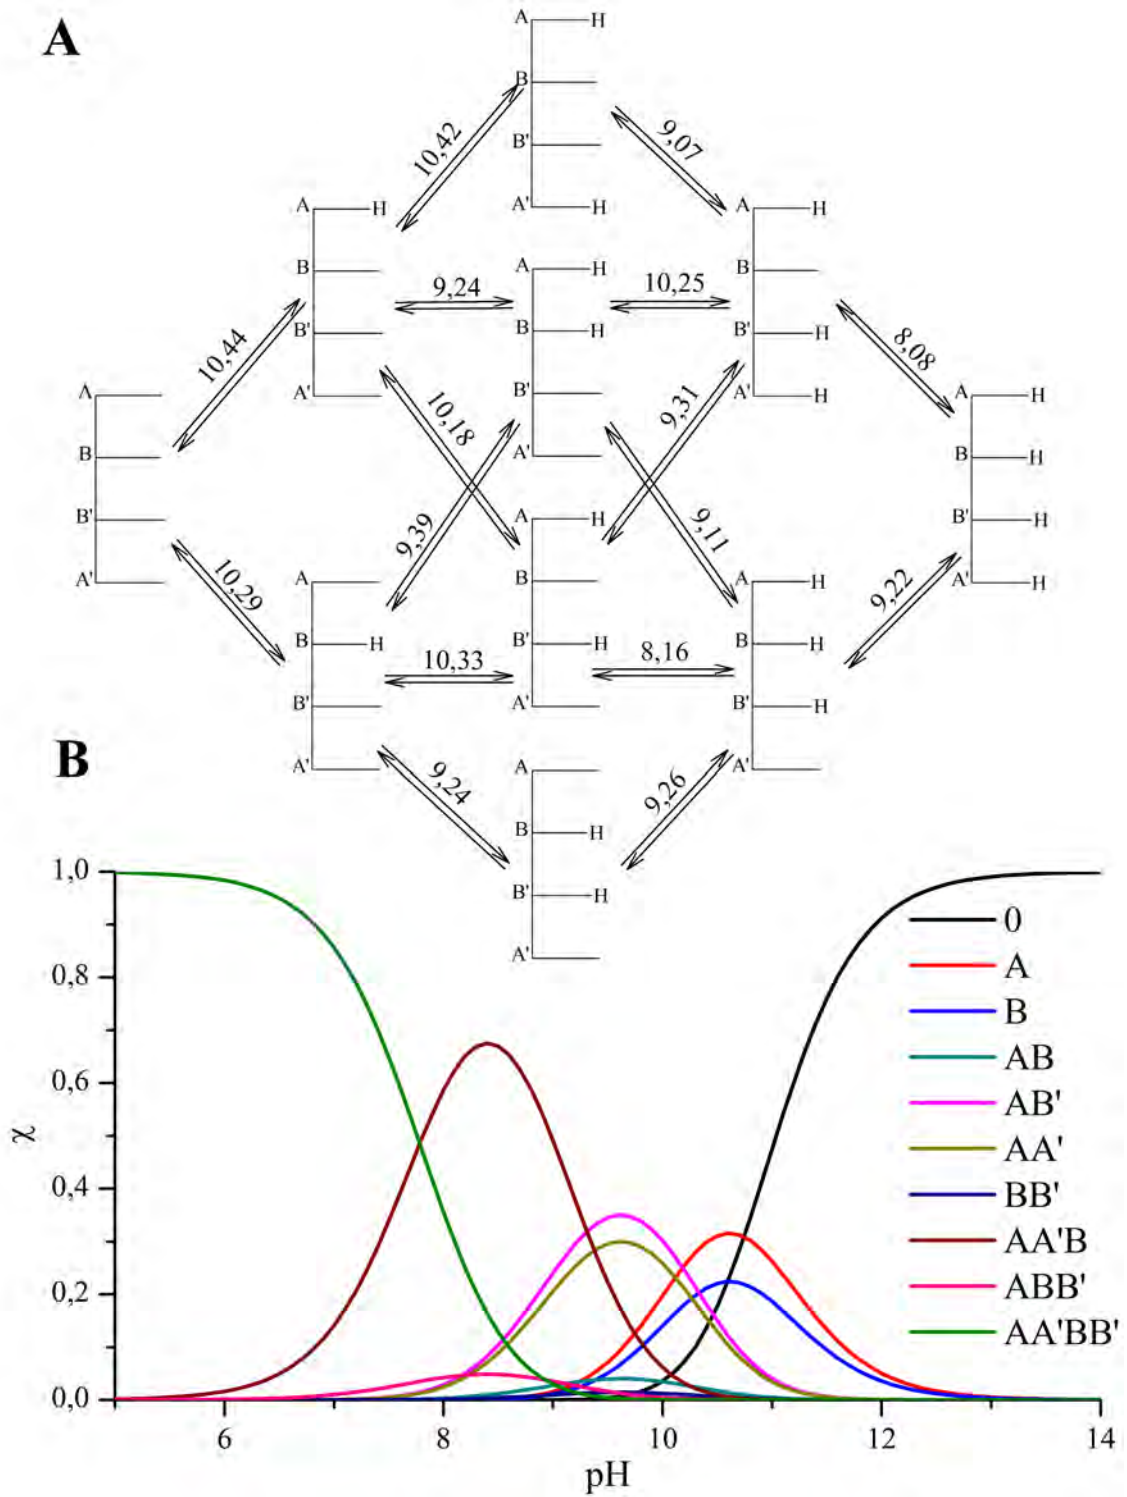 A
A H
B
B'
A' H
10,42
9,07
A H
B
B'
A'
9,24
A H
B H
B'
A'
10,25
A H
B
B' H
A' H
10,44
10,18
9,31
8,08
A
B
B'
A'
A H
B H
B' H
A' H
10,29
9,39
9,11
9,22
A
B H
B'
A'
10,33
A H
B
B' H
A'
8,16
A H
B H
B' H
A'
B
9,24
9,26
A
B H
B' H
A'
1,0
0,8
0,6
0,4
0,2
0,0
χ
0
A
B
AB
AB'
AA'
BB'
AA'B
ABB'
AA'BB'
6 8 10 12 14
pH